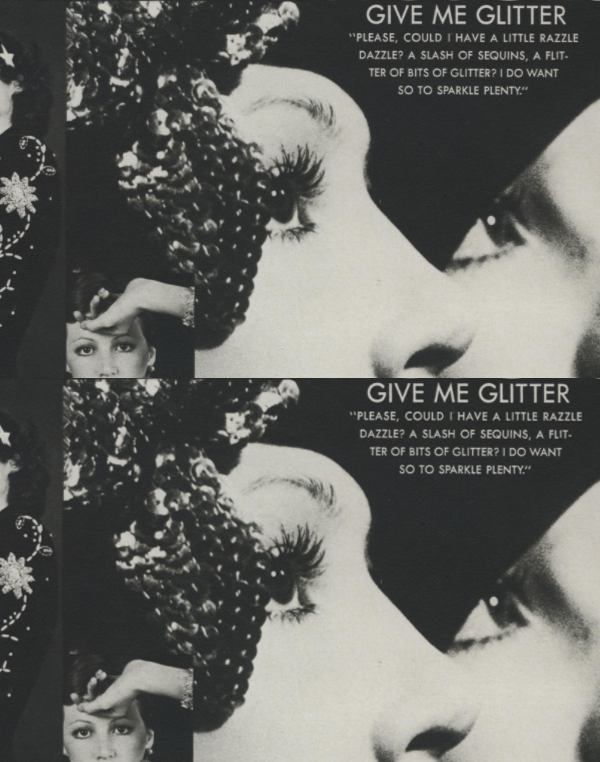 GIVE ME GLITTER
"PLEASE, COULD I HAVE A LITTLE RAZZLE
DAZZLE? A SLASH OF SEQUINS, A FLIT-
TER OF BITS OF GLITTER? I DO WANT
SO TO SPARKLE PLENTY."
GIVE ME GLITTER
"PLEASE, COULD I HAVE A LITTLE RAZZLE
DAZZLE? A SLASH OF SEQUINS, A FLIT-
TER OF BITS OF GLITTER? I DO WANT
SO TO SPARKLE PLENTY."